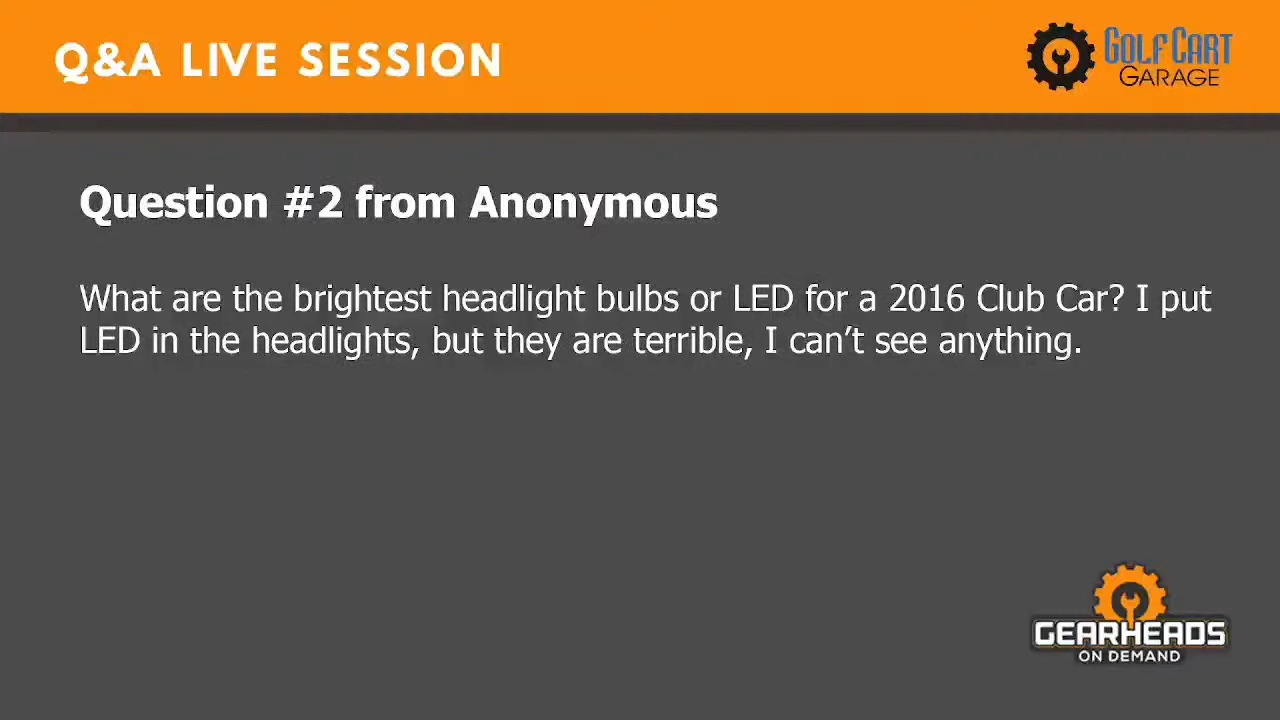 Q&A LIVE SESSION
GOLF CART
GARAGE
Question #2 from Anonymous
What are the brightest headlight bulbs or LED for a 2016 Club Car? I put
LED in the headlights, but they are terrible, I can’t see anything.
GEARHEADS
ON DEMAND